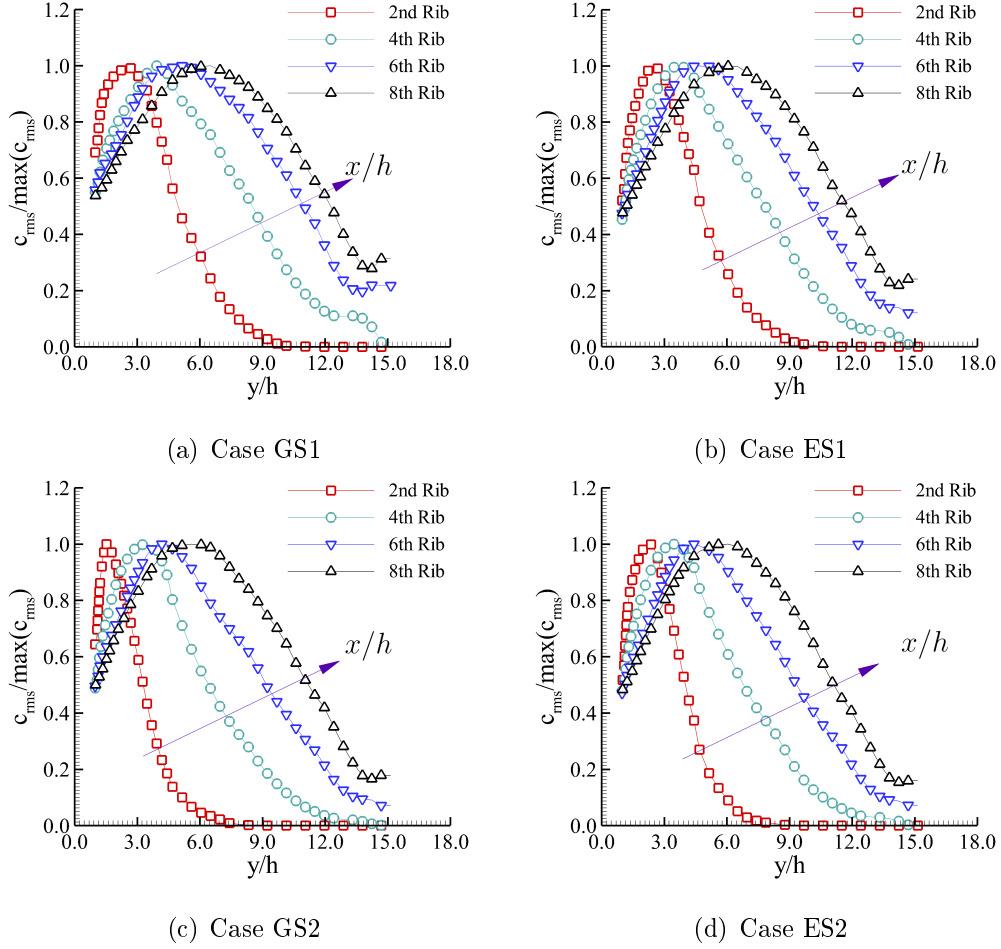 1.2
1.0
0.8
0.6
0.4
0.2
0.0
c_rms/max(c_rms)
0.0 3.0 6.0 9.0 12.0 15.0 18.0
y/h
2nd Rib
4th Rib
6th Rib
8th Rib
x/h
(a) Case GS1
1.2
1.0
0.8
0.6
0.4
0.2
0.0
c_rms/max(c_rms)
0.0 3.0 6.0 9.0 12.0 15.0 18.0
y/h
2nd Rib
4th Rib
6th Rib
8th Rib
x/h
(b) Case ES1
1.2
1.0
0.8
0.6
0.4
0.2
0.0
c_rms/max(c_rms)
0.0 3.0 6.0 9.0 12.0 15.0 18.0
y/h
2nd Rib
4th Rib
6th Rib
8th Rib
x/h
(c) Case GS2
1.2
1.0
0.8
0.6
0.4
0.2
0.0
c_rms/max(c_rms)
0.0 3.0 6.0 9.0 12.0 15.0 18.0
y/h
2nd Rib
4th Rib
6th Rib
8th Rib
x/h
(d) Case ES2